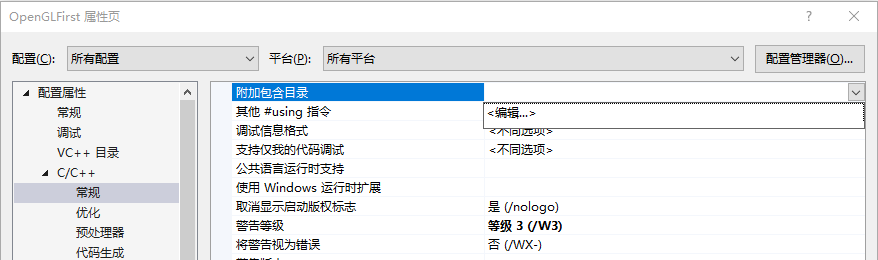 OpenGLFirst 属性页
配置(C): 所有配置 平台(P): 所有平台 配置管理器(O)...
配置属性
常规
调试
VC++ 目录
C/C++
常规
优化
预处理器
代码生成
附加包含目录
其他 #using 指令 <编辑...>
调试信息格式 <不同选项>
支持仅我的代码调试 <不同选项>
公共语言运行时支持
使用 Windows 运行时扩展
取消显示启动版权标志 是 (/nologo)
警告等级 等级 3 (/W3)
将警告视为错误 否 (/WX-)